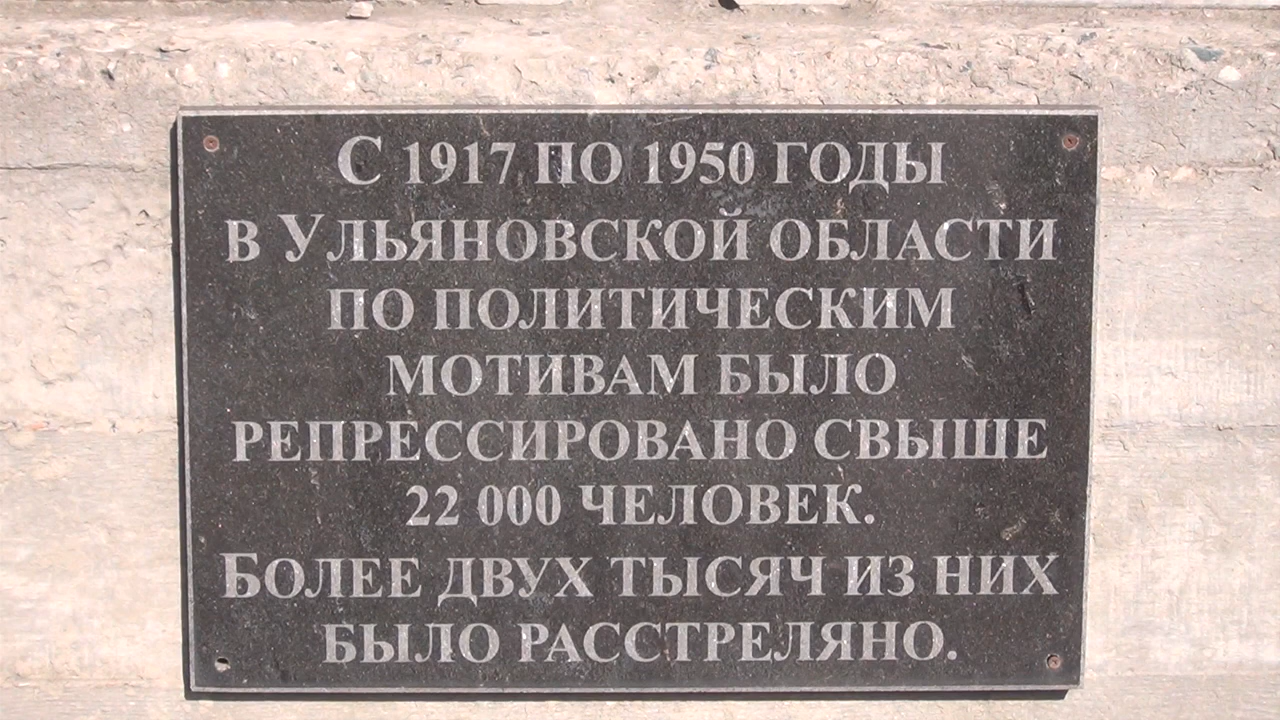 С 1917 ПО 1950 ГОДЫ
В УЛЬЯНОВСКОЙ ОБЛАСТИ
ПО ПОЛИТИЧЕСКИМ
МОТИВАМ БЫЛО
РЕПРЕССИРОВАНО СВЫШЕ
22 000 ЧЕЛОВЕК.
БОЛЕЕ ДВУХ ТЫСЯЧ ИЗ НИХ
БЫЛО РАССТРЕЛЯНО.